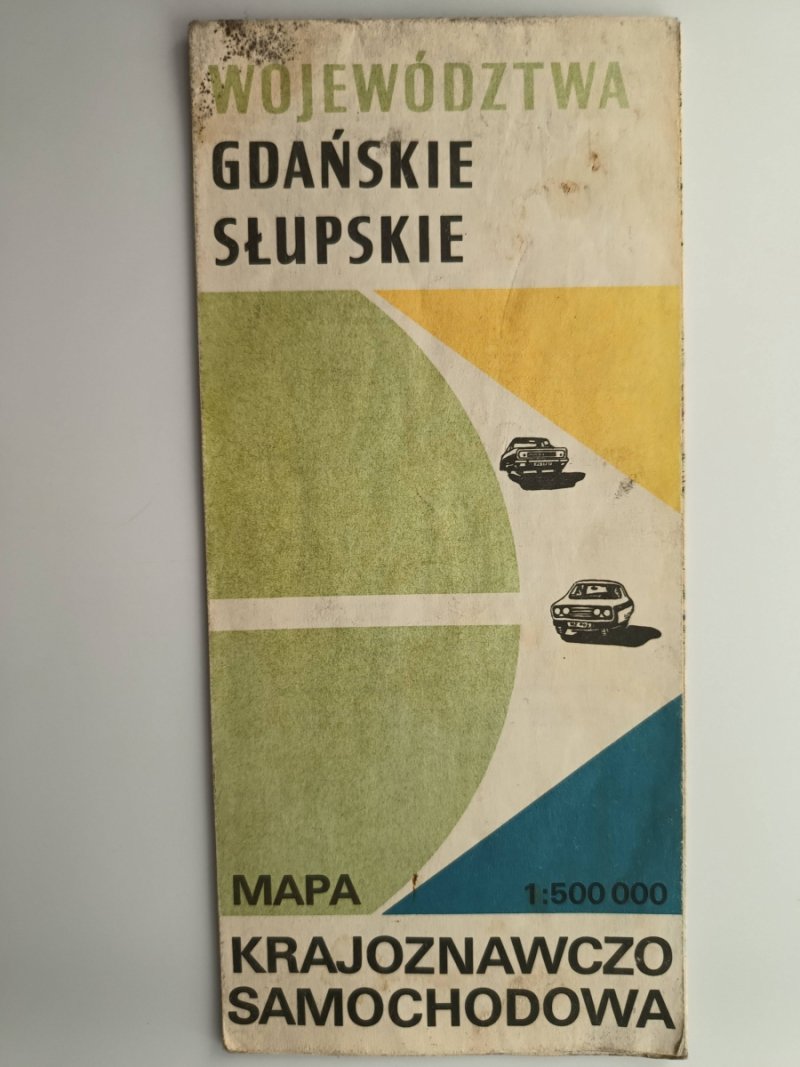 WOJEWÓDZTWA
GDAŃSKIE
SŁUPSKIE
MAPA
1:500 000
KRAJOZNAWCZO
SAMOCHODOWA